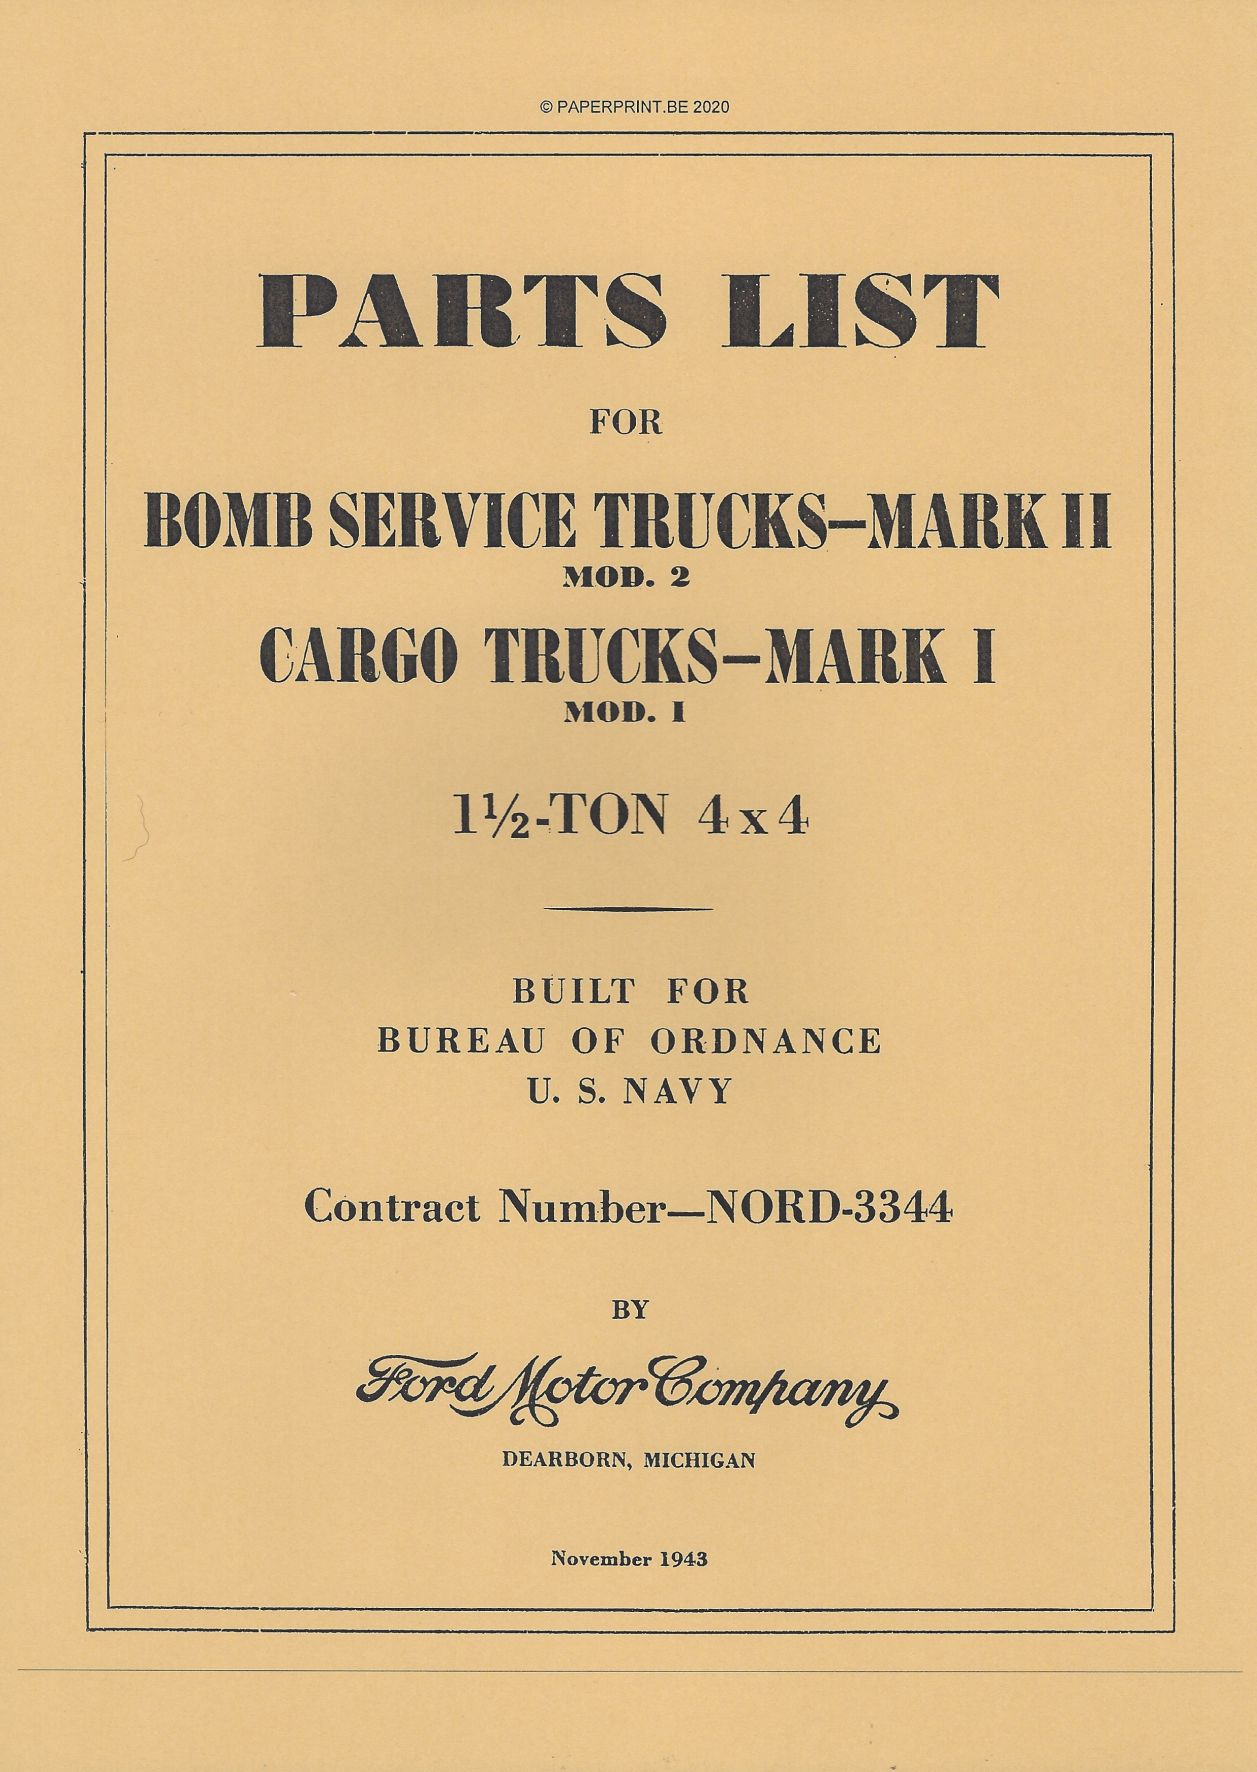 © PAPERPRINT.BE 2020
PARTS LIST
FOR
BOMB SERVICE TRUCKS—MARK II
MOD. 2
CARGO TRUCKS—MARK I
MOD. 1
1½-TON 4x4
BUILT FOR
BUREAU OF ORDNANCE
U. S. NAVY
Contract Number—NORD-3344
BY
Ford Motor Company
DEARBORN, MICHIGAN
November 1943